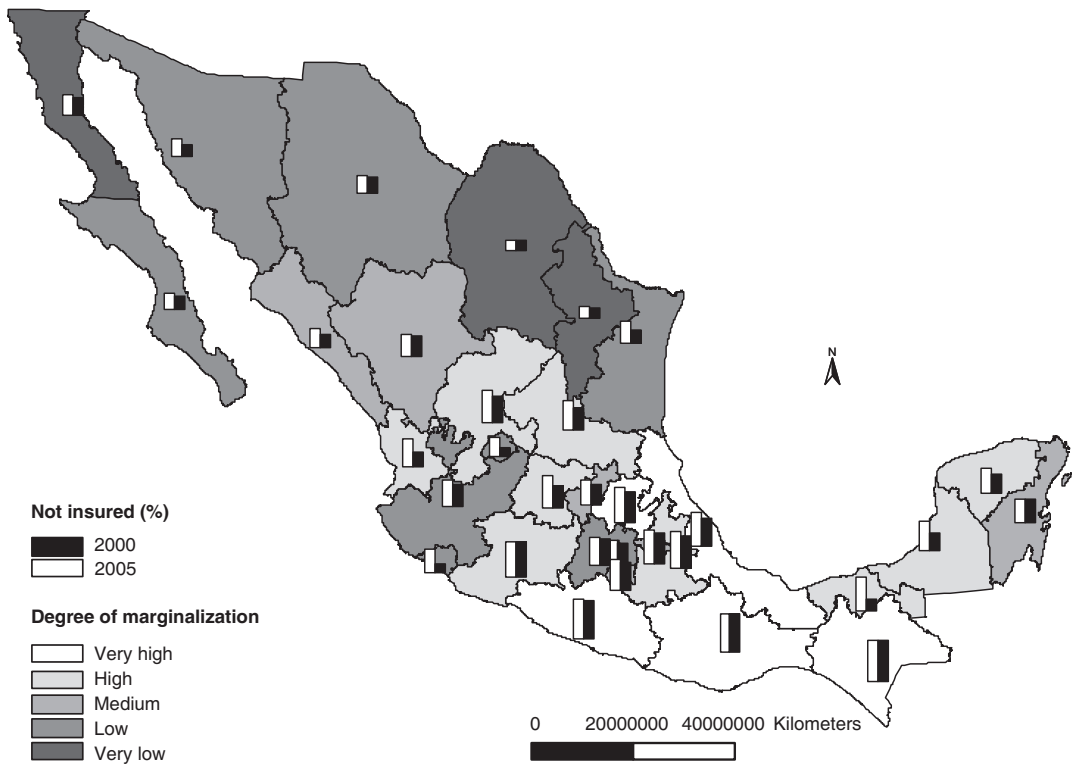 N
Not insured (%)
2000
2005
Degree of marginalization
Very high
High
Medium
Low
Very low
0 20000000 40000000 Kilometers